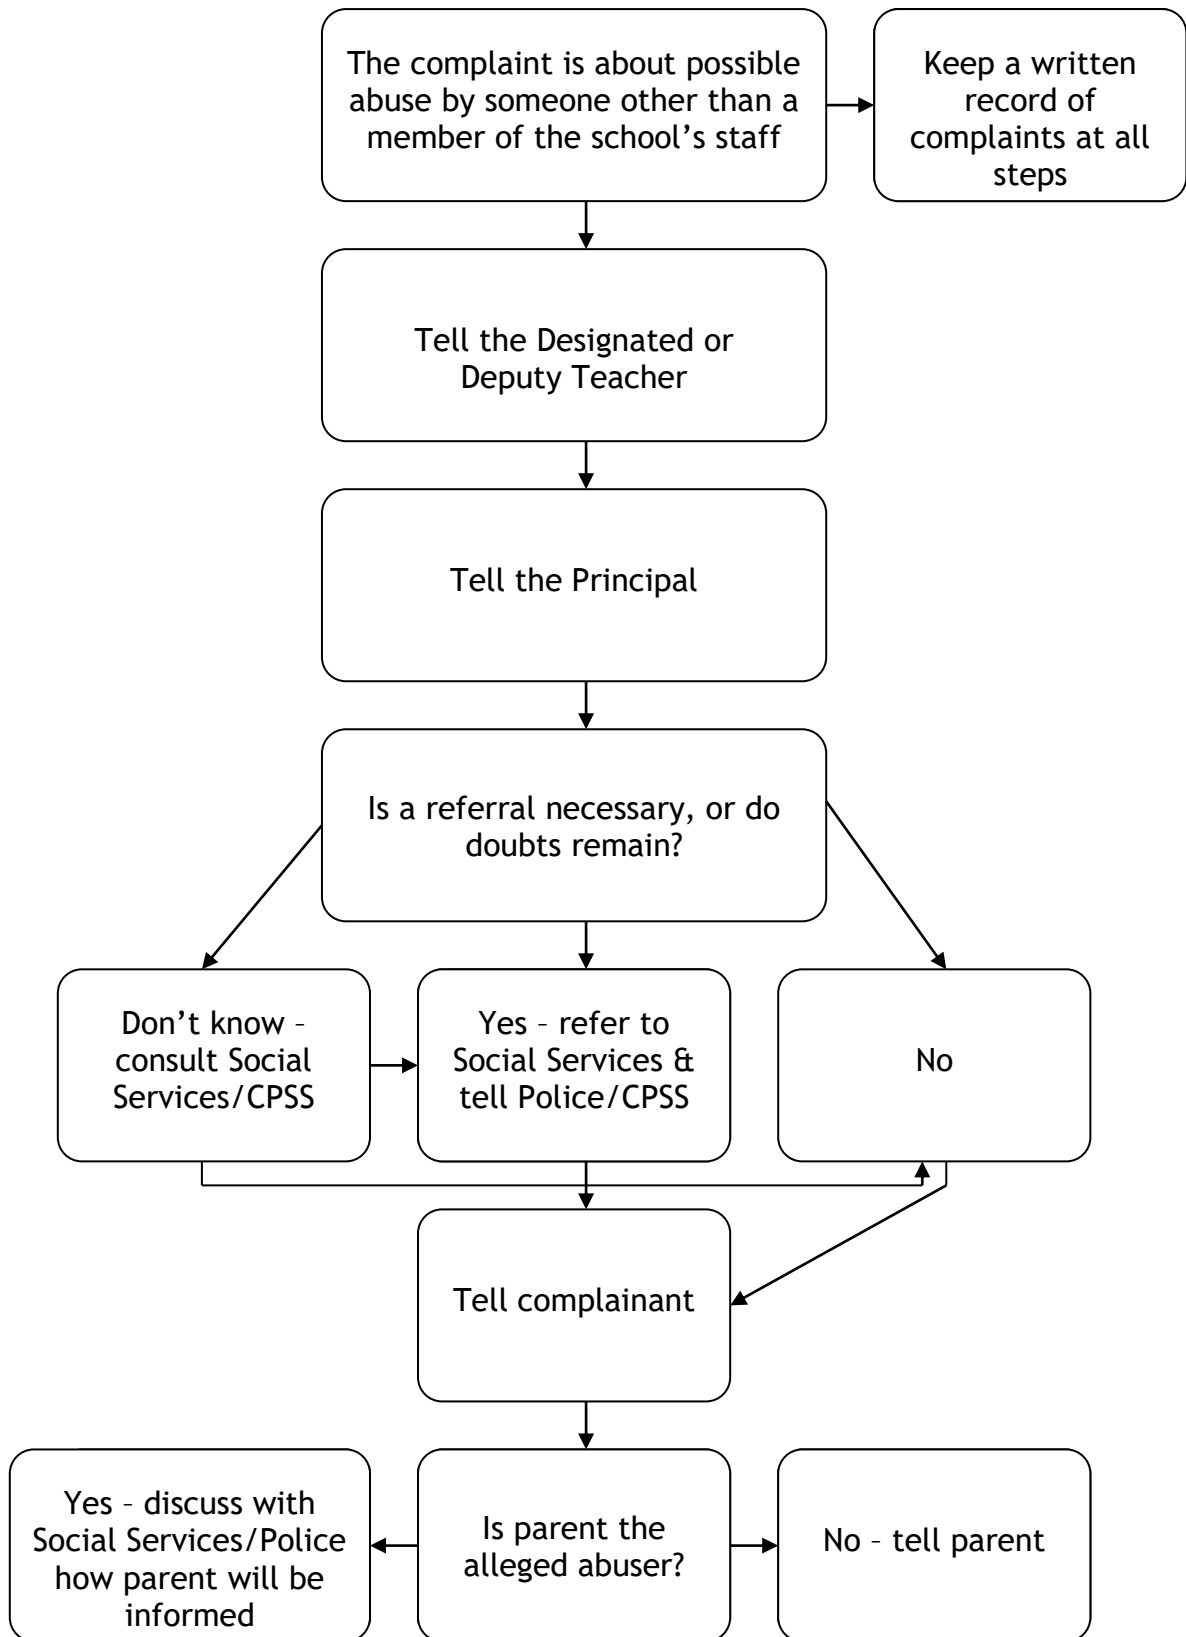 The complaint is about possible
abuse by someone other than a
member of the school’s staff
Keep a written
record of
complaints at all
steps
Tell the Designated or
Deputy Teacher
Tell the Principal
Is a referral necessary, or do
doubts remain?
Don’t know –
consult Social
Services/CPSS
Yes – refer to
Social Services &
tell Police/CPSS
No
Tell complainant
Yes – discuss with
Social Services/Police
how parent will be
informed
Is parent the
alleged abuser?
No – tell parent